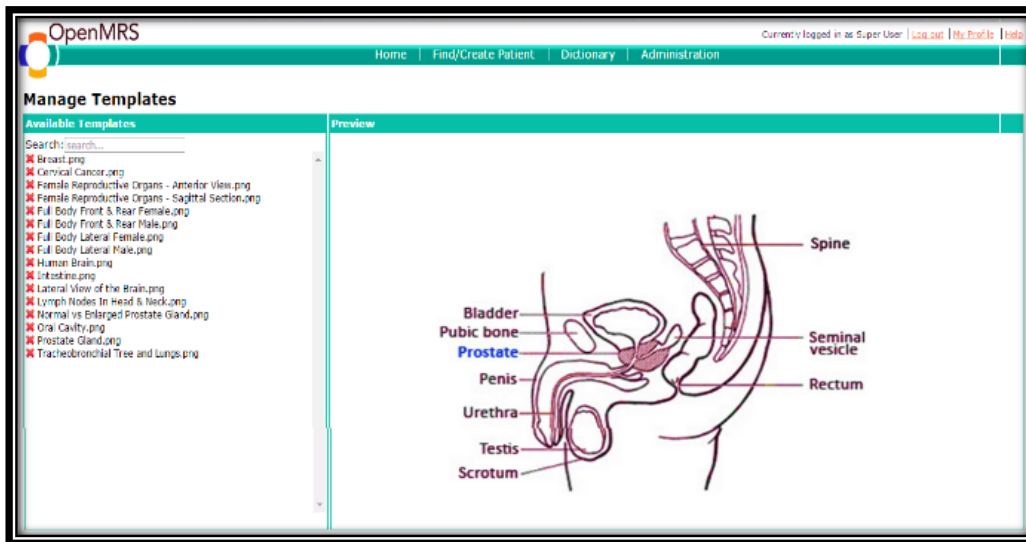 OpenMRS
Currently logged in as Super User | Log out | My Profile | Help
Home | Find/Create Patient | Dictionary | Administration
Manage Templates
Available Templates
Search: search...
Breast.png
Cervical Cancer.png
Female Reproductive Organs - Anterior View.png
Female Reproductive Organs - Sagittal Section.png
Full Body Front & Rear Female.png
Full Body Front & Rear Male.png
Full Body Lateral Female.png
Full Body Lateral Male.png
Human Brain.png
Intestine.png
Lateral View of the Brain.png
Lymph Nodes In Head & Neck.png
Normal vs Enlarged Prostate Gland.png
Oral Cavity.png
Prostate Gland.png
Tracheobronchial Tree and Lungs.png
Preview
Spine
Bladder
Pubic bone
Prostate
Penis
Urethra
Testis
Scrotum
Seminal
vesicle
Rectum